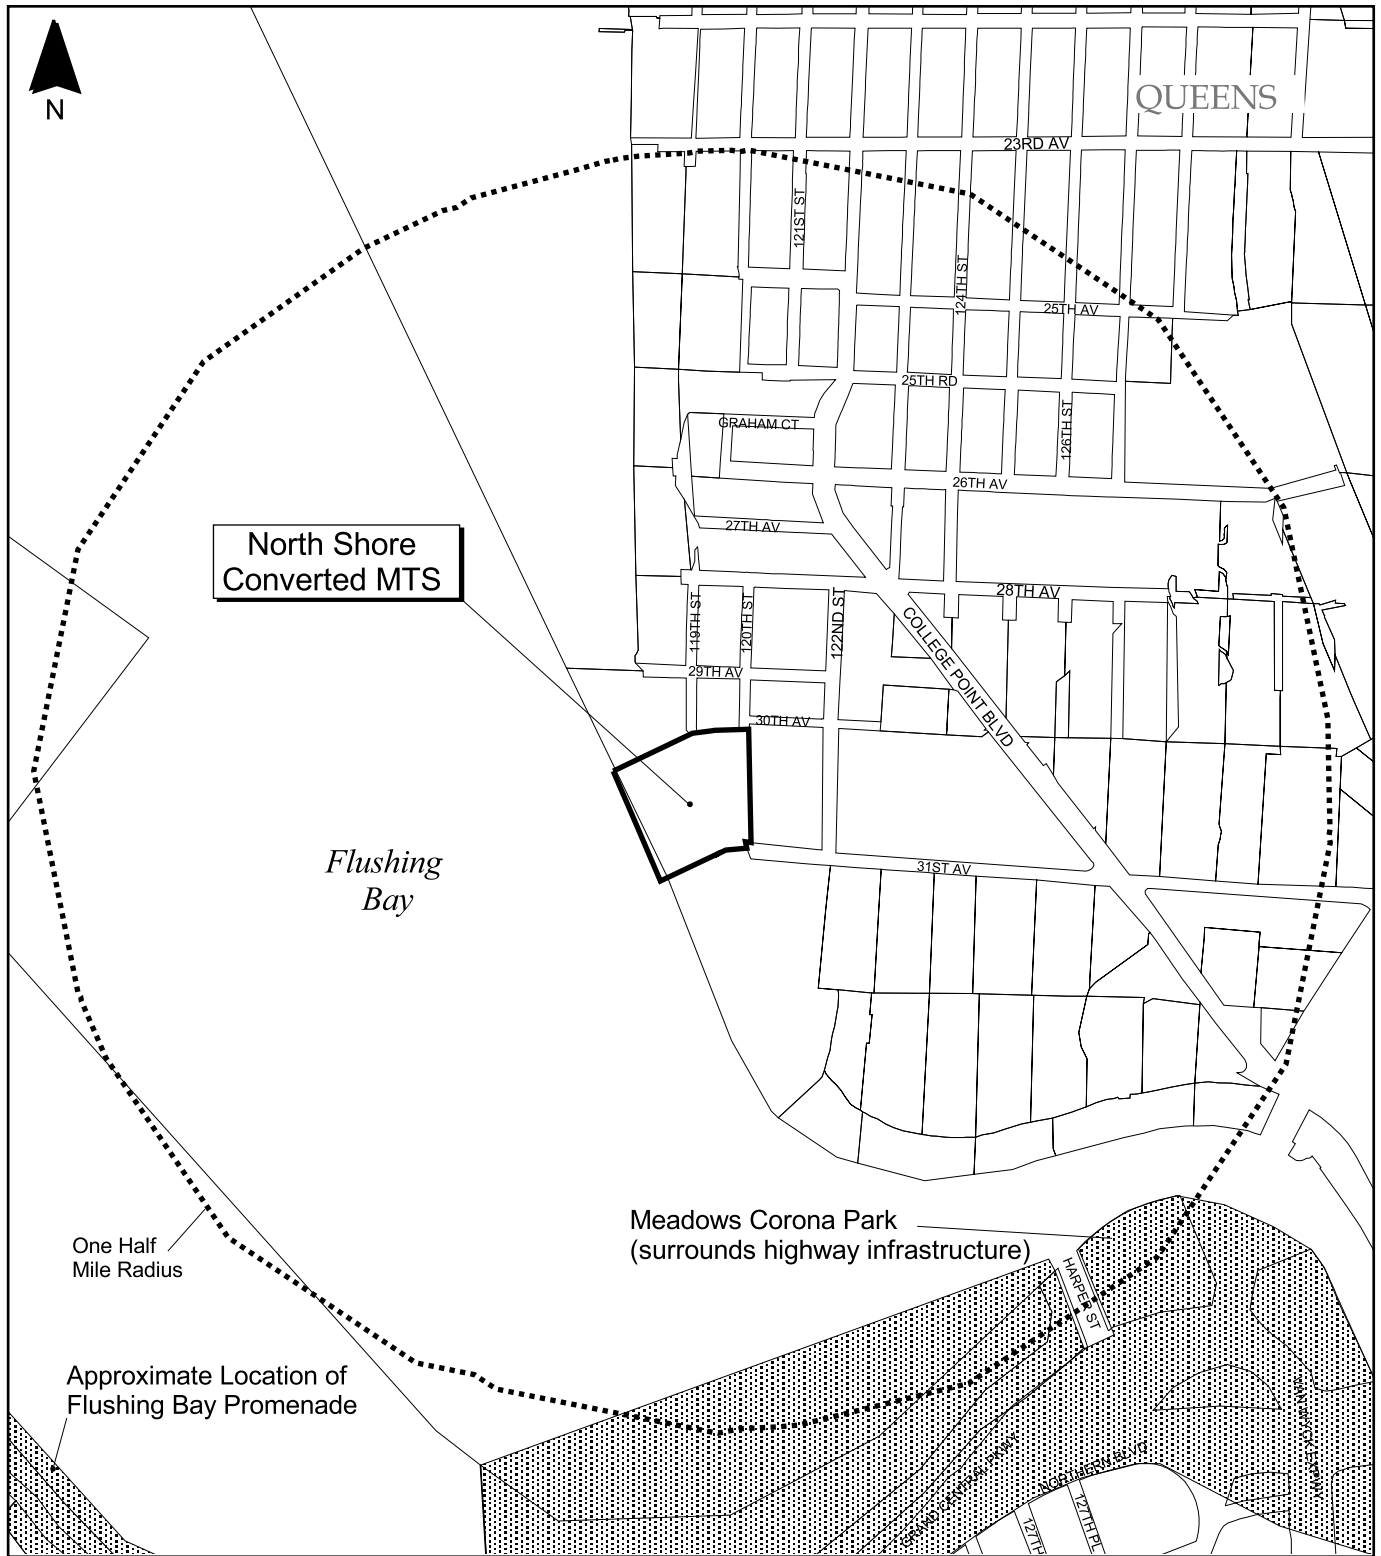 N
QUEENS
23RD AV
121ST ST
124TH ST
25TH AV
25TH RD
126TH ST
GRAHAM CT
26TH AV
27TH AV
North Shore
Converted MTS
28TH AV
119TH ST
120TH ST
122ND ST
COLLEGE POINT BLVD
29TH AV
30TH AV
Flushing
Bay
31ST AV
Meadows Corona Park
(surrounds highway infrastructure)
One Half
Mile Radius
HARPER ST
Approximate Location of
Flushing Bay Promenade
GRAND CENTRAL PKWY
NORTHERN BLVD
127TH PL
127TH